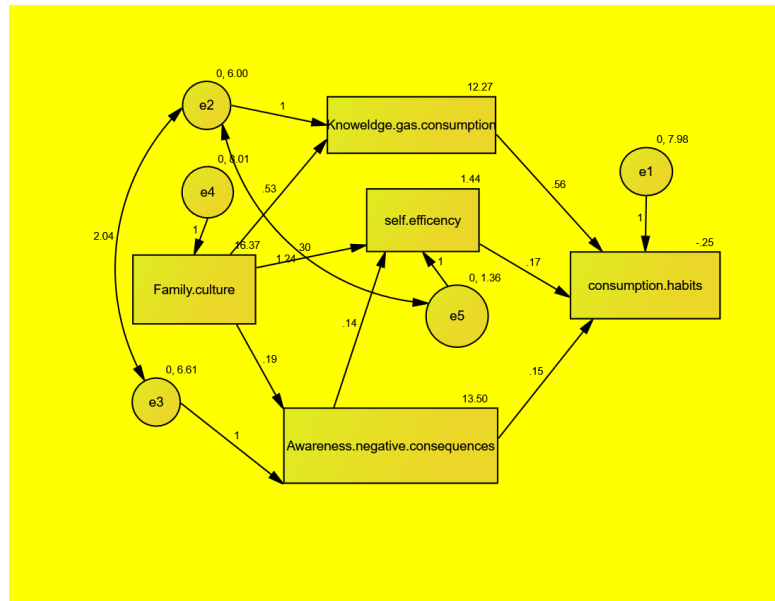 0, 6.00
12.27
e2
1
Knoweldge.gas.consumption
0, 7.98
0, 8.01
e1
e4
.53
.56
1.44
1
self.efficency
2.04
1
16.37
.30
-.25
1.24
1
.17
0, 1.36
Family.culture
consumption.habits
e5
.14
.19
0, 6.61
.15
e3
13.50
1
Awareness.negative.consequences